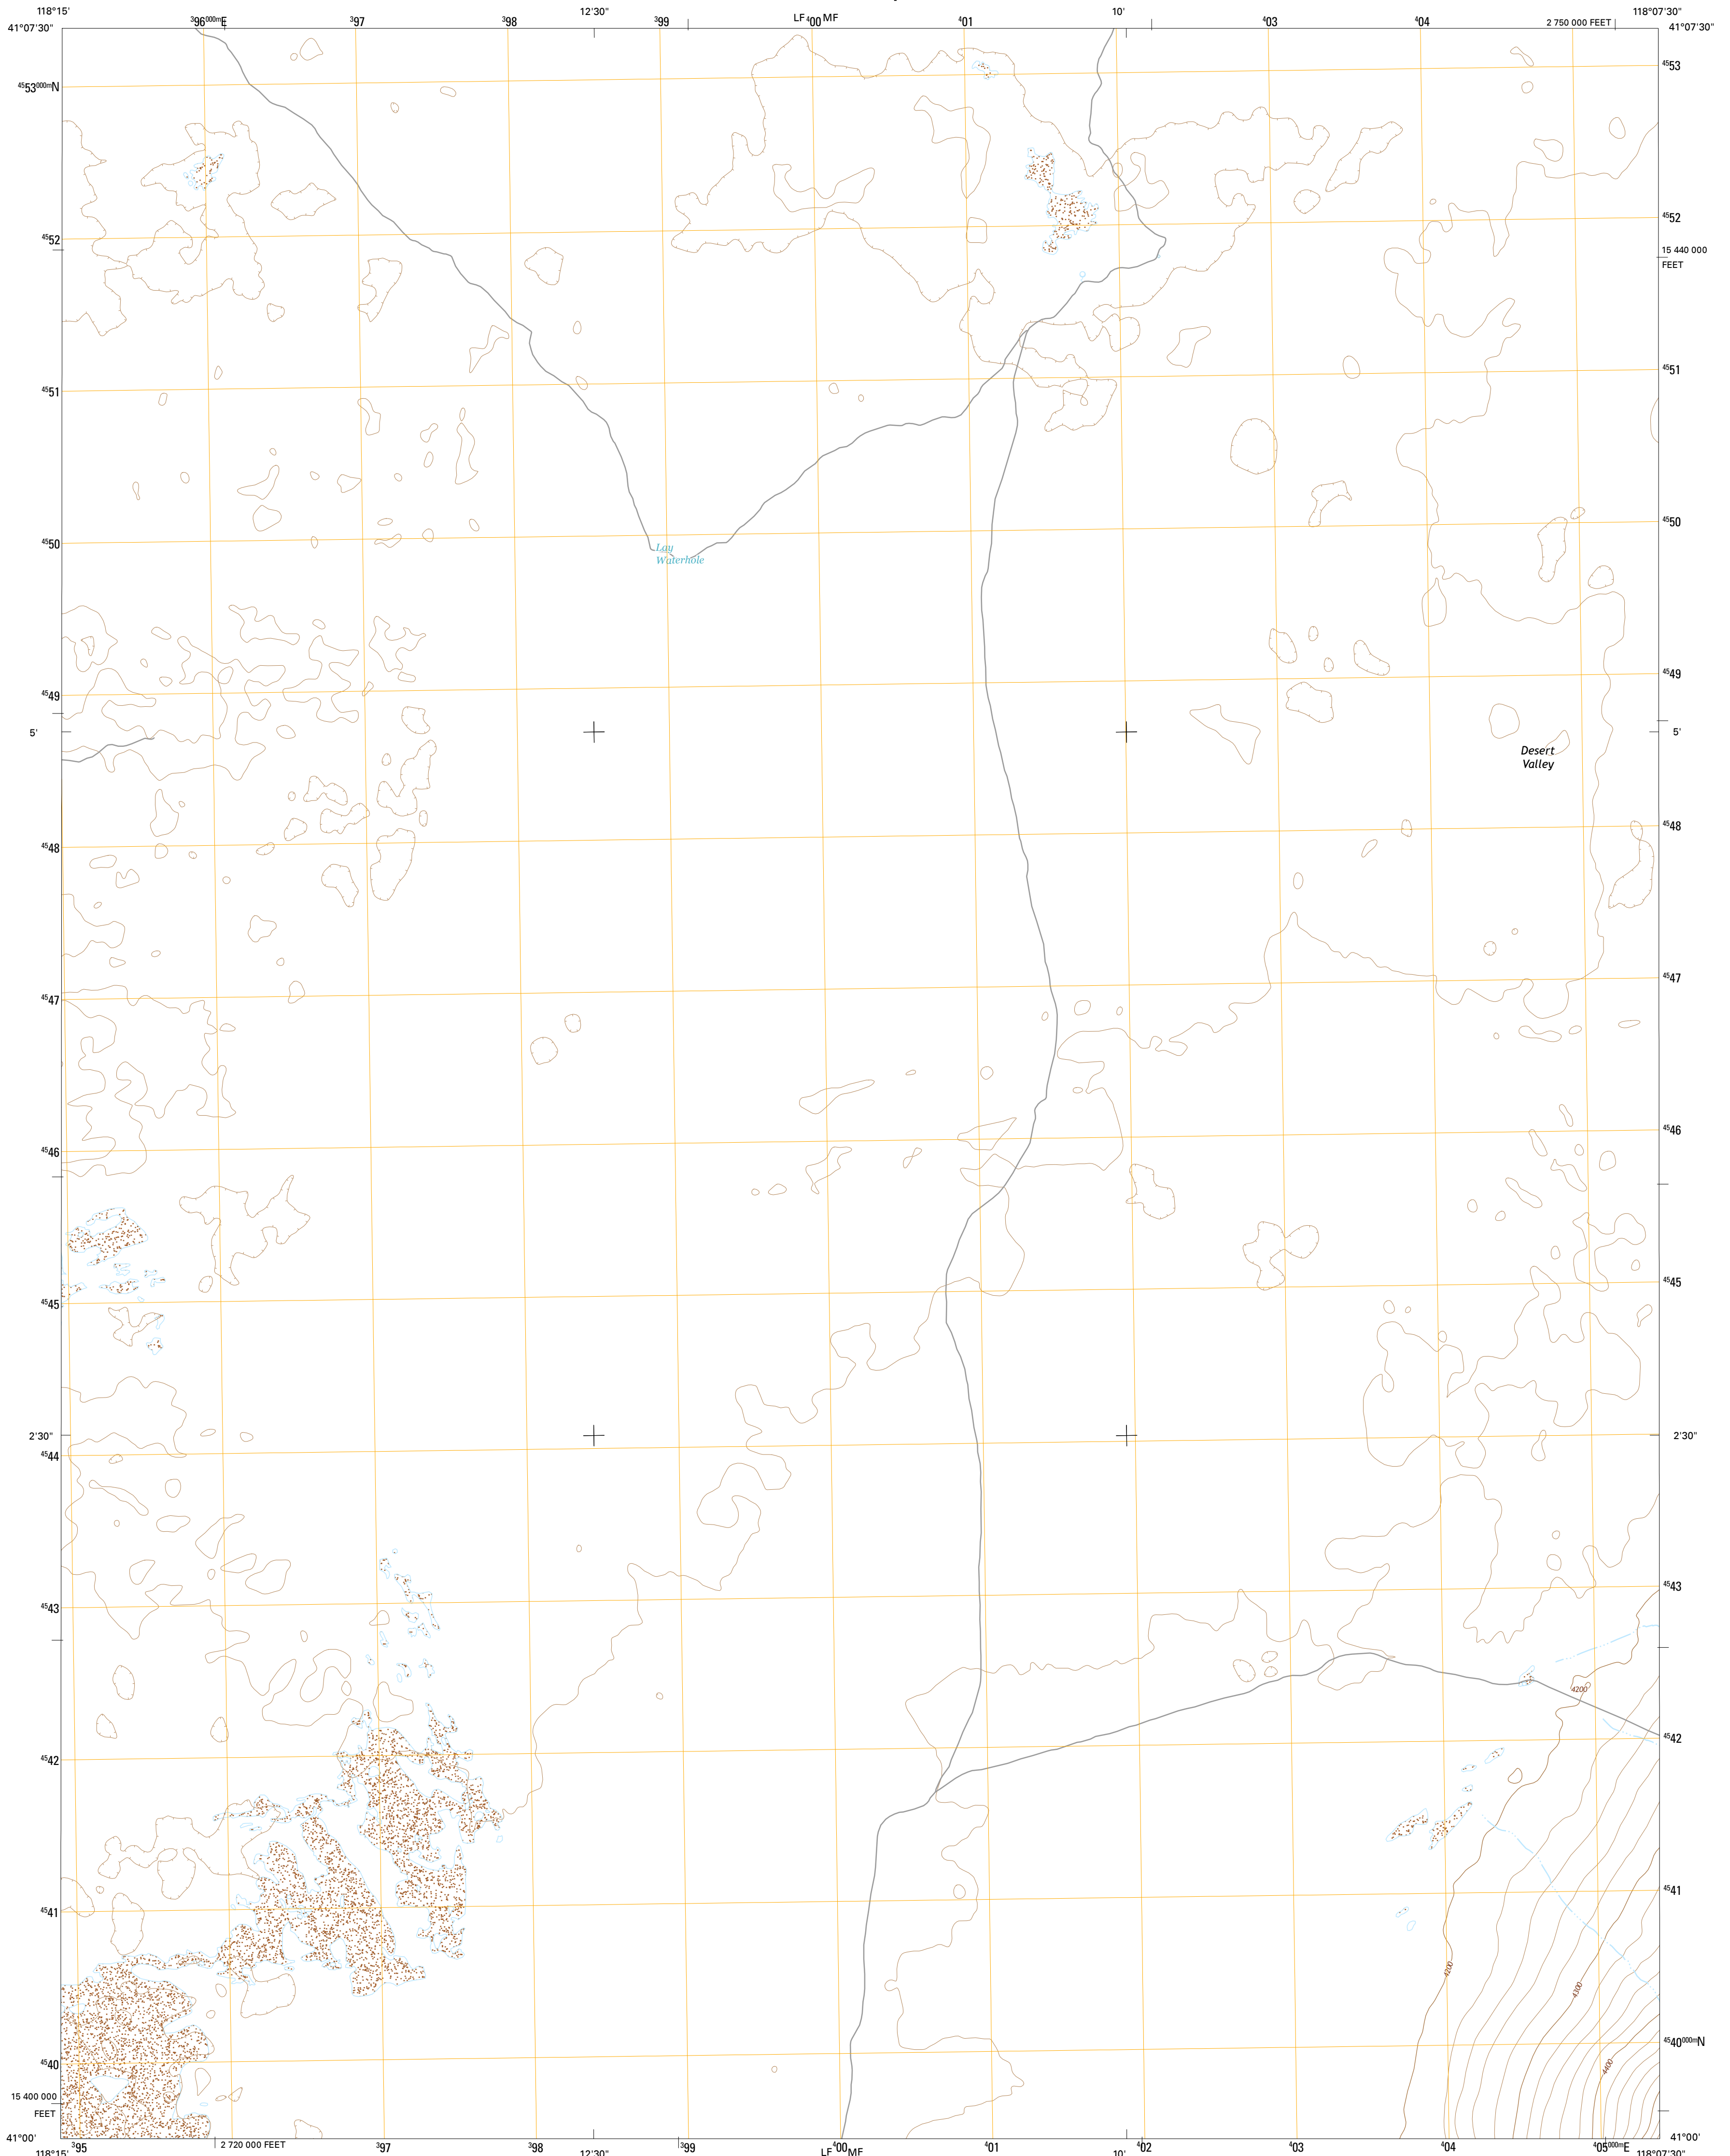 118°15' ³96⁰⁰⁰ᵐE ³97 ³98 12'30" ³99 LF ⁴00 MF ⁴01 10' ⁴03 ⁴04 2 750 000 FEET 118°07'30"
41°07'30" 41°07'30"
⁴⁵53⁰⁰⁰ᵐN ⁴⁵53
⁴⁵52 ⁴⁵52
15 440 000
FEET
⁴⁵51 ⁴⁵51
⁴⁵50 ⁴⁵50
Lay
Waterhole
⁴⁵49 ⁴⁵49
5' 5'
Desert
Valley
⁴⁵48 ⁴⁵48
⁴⁵47 ⁴⁵47
⁴⁵46 ⁴⁵46
⁴⁵45 ⁴⁵45
2'30" 2'30"
⁴⁵44
⁴⁵43 ⁴⁵43
4200
⁴⁵42 ⁴⁵42
⁴⁵41 ⁴⁵41
4200
4300
⁴⁵40 ⁴⁵40⁰⁰⁰ᵐN
4400
15 400 000
FEET
41°00' 41°00'
118°15' ³95 2 720 000 FEET ³97 ³98 12'30" ³99 LF ⁴00 MF ⁴01 10' ⁴02 ⁴03 ⁴04 ⁴05⁰⁰⁰ᵐE 118°07'30"